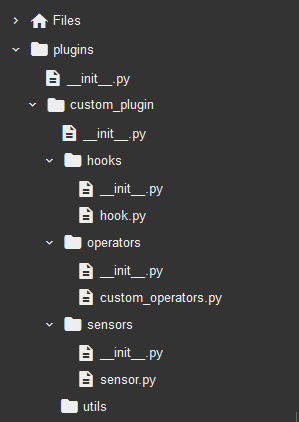 Files
plugins
__init__.py
custom_plugin
__init__.py
hooks
__init__.py
hook.py
operators
__init__.py
custom_operators.py
sensors
__init__.py
sensor.py
utils